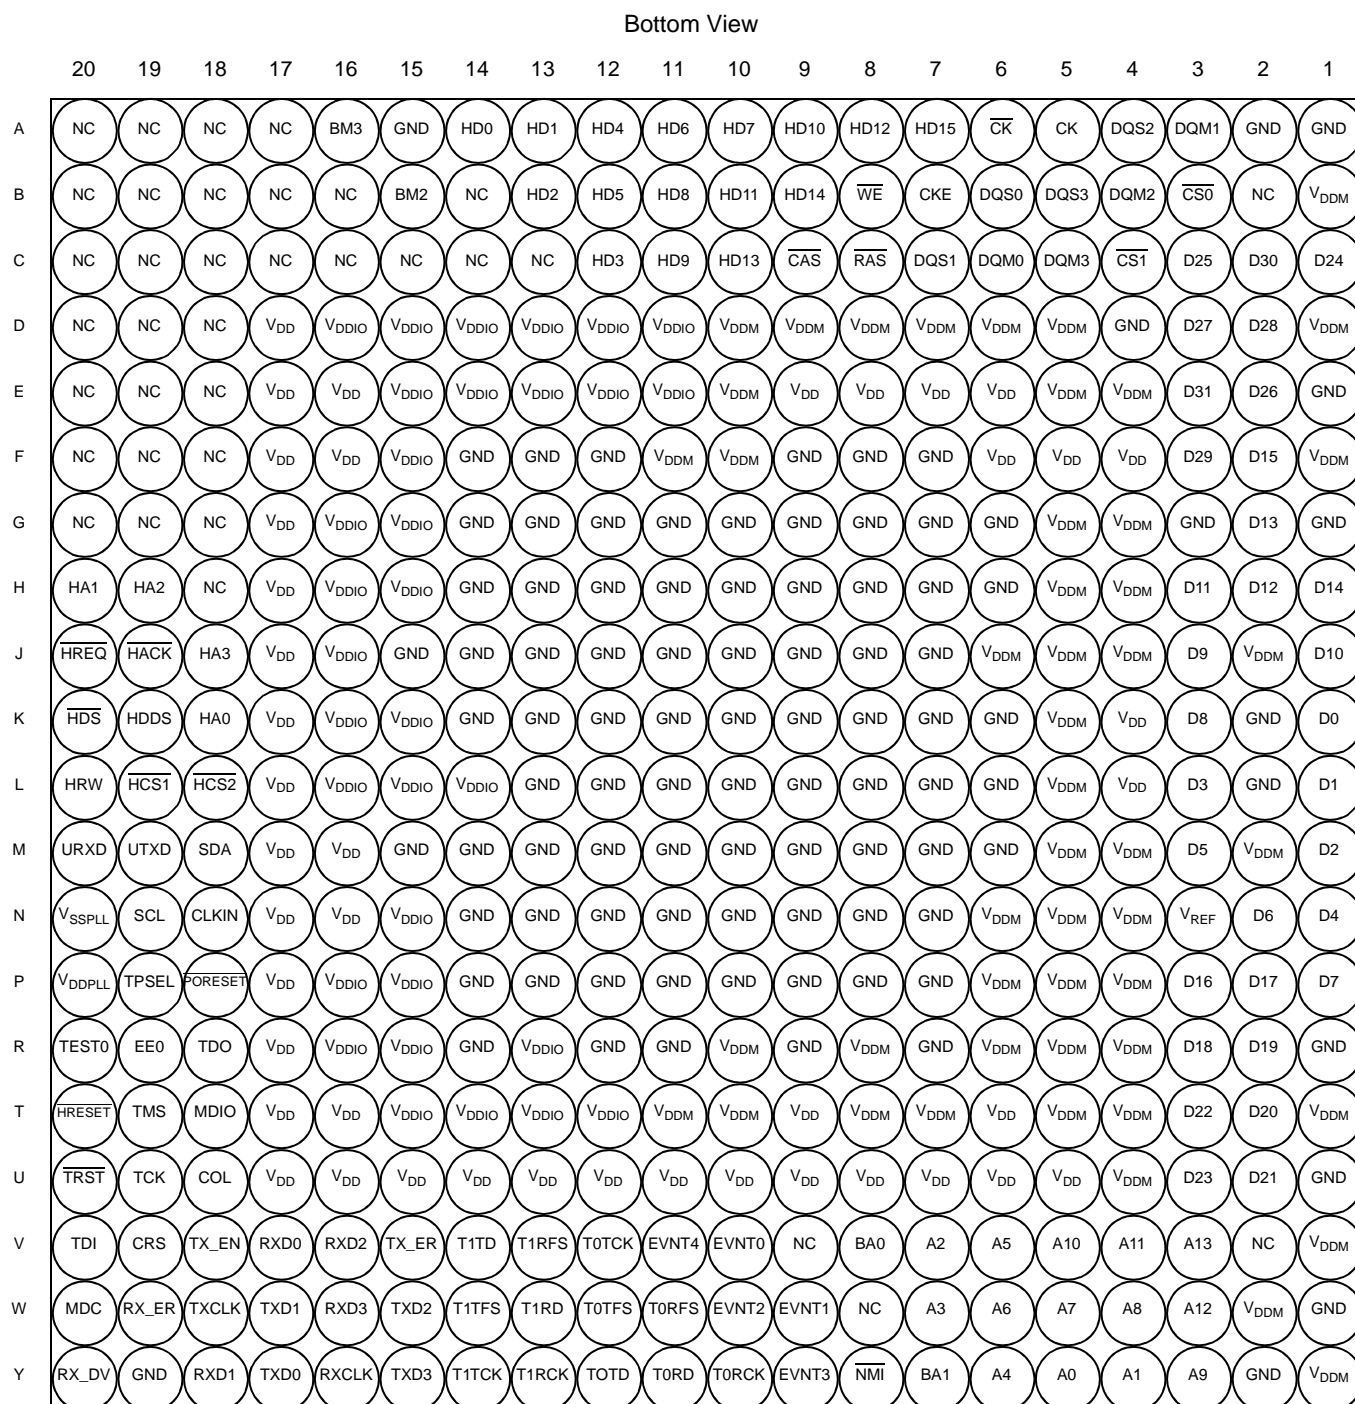 Bottom View
20 19 18 17 16 15 14 13 12 11 10 9 8 7 6 5 4 3 2 1
A NC NC NC NC BM3 GND HD0 HD1 HD4 HD6 HD7 HD10 HD12 HD15 C̅K̅ CK DQS2 DQM1 GND GND
B NC NC NC NC NC BM2 NC HD2 HD5 HD8 HD11 HD14 W̅E̅ CKE DQS0 DQS3 DQM2 C̅S̅0̅ NC VDDM
C NC NC NC NC NC NC NC NC HD3 HD9 HD13 C̅A̅S̅ R̅A̅S̅ DQS1 DQM0 DQM3 C̅S̅1̅ D25 D30 D24
D NC NC NC VDD VDDIO VDDIO VDDIO VDDIO VDDIO VDDIO VDDM VDDM VDDM VDDM VDDM VDDM GND D27 D28 VDDM
E NC NC NC VDD VDD VDDIO VDDIO VDDIO VDDIO VDDIO VDDM VDD VDD VDD VDD VDDM VDDM D31 D26 GND
F NC NC NC VDD VDD VDDIO GND GND GND VDDM VDDM GND GND GND VDD VDD VDD D29 D15 VDDM
G NC NC NC VDD VDDIO VDDIO GND GND GND GND GND GND GND GND GND VDDM VDDM GND D13 GND
H HA1 HA2 NC VDD VDDIO VDDIO GND GND GND GND GND GND GND GND GND VDDM VDDM D11 D12 D14
J H̅R̅E̅Q̅ H̅A̅C̅K̅ HA3 VDD VDDIO GND GND GND GND GND GND GND GND GND VDDM VDDM VDDM D9 VDDM D10
K H̅D̅S̅ HDDS HA0 VDD VDDIO VDDIO GND GND GND GND GND GND GND GND GND VDDM VDD D8 GND D0
L HRW H̅C̅S̅1̅ H̅C̅S̅2̅ VDD VDDIO VDDIO VDDIO GND GND GND GND GND GND GND GND VDDM VDD D3 GND D1
M URXD UTXD SDA VDD VDD GND GND GND GND GND GND GND GND GND GND VDDM VDDM D5 VDDM D2
N VSSPLL SCL CLKIN VDD VDD VDDIO GND GND GND GND GND GND GND GND VDDM VDDM VDDM VREF D6 D4
P VDDPLL TPSEL P̅O̅R̅E̅S̅E̅T̅ VDD VDDIO VDDIO GND GND GND GND GND GND GND GND VDDM VDDM VDDM D16 D17 D7
R TEST0 EE0 TDO VDD VDDIO VDDIO GND VDDIO GND GND VDDM GND VDDM GND VDDM VDDM VDDM D18 D19 GND
T H̅R̅E̅S̅E̅T̅ TMS MDIO VDD VDD VDDIO VDDIO VDDIO VDDIO VDDM VDDM VDD VDDM VDDM VDD VDDM VDDM D22 D20 VDDM
U T̅R̅S̅T̅ TCK COL VDD VDD VDD VDD VDD VDD VDD VDD VDD VDD VDD VDD VDD VDDM D23 D21 GND
V TDI CRS TX_EN RXD0 RXD2 TX_ER T1TD T1RFS T0TCK EVNT4 EVNT0 NC BA0 A2 A5 A10 A11 A13 NC VDDM
W MDC RX_ER TXCLK TXD1 RXD3 TXD2 T1TFS T1RD T0TFS T0RFS EVNT2 EVNT1 NC A3 A6 A7 A8 A12 VDDM GND
Y RX_DV GND RXD1 TXD0 RXCLK TXD3 T1TCK T1RCK TOTD T0RD T0RCK EVNT3 N̅M̅I̅ BA1 A4 A0 A1 A9 GND VDDM